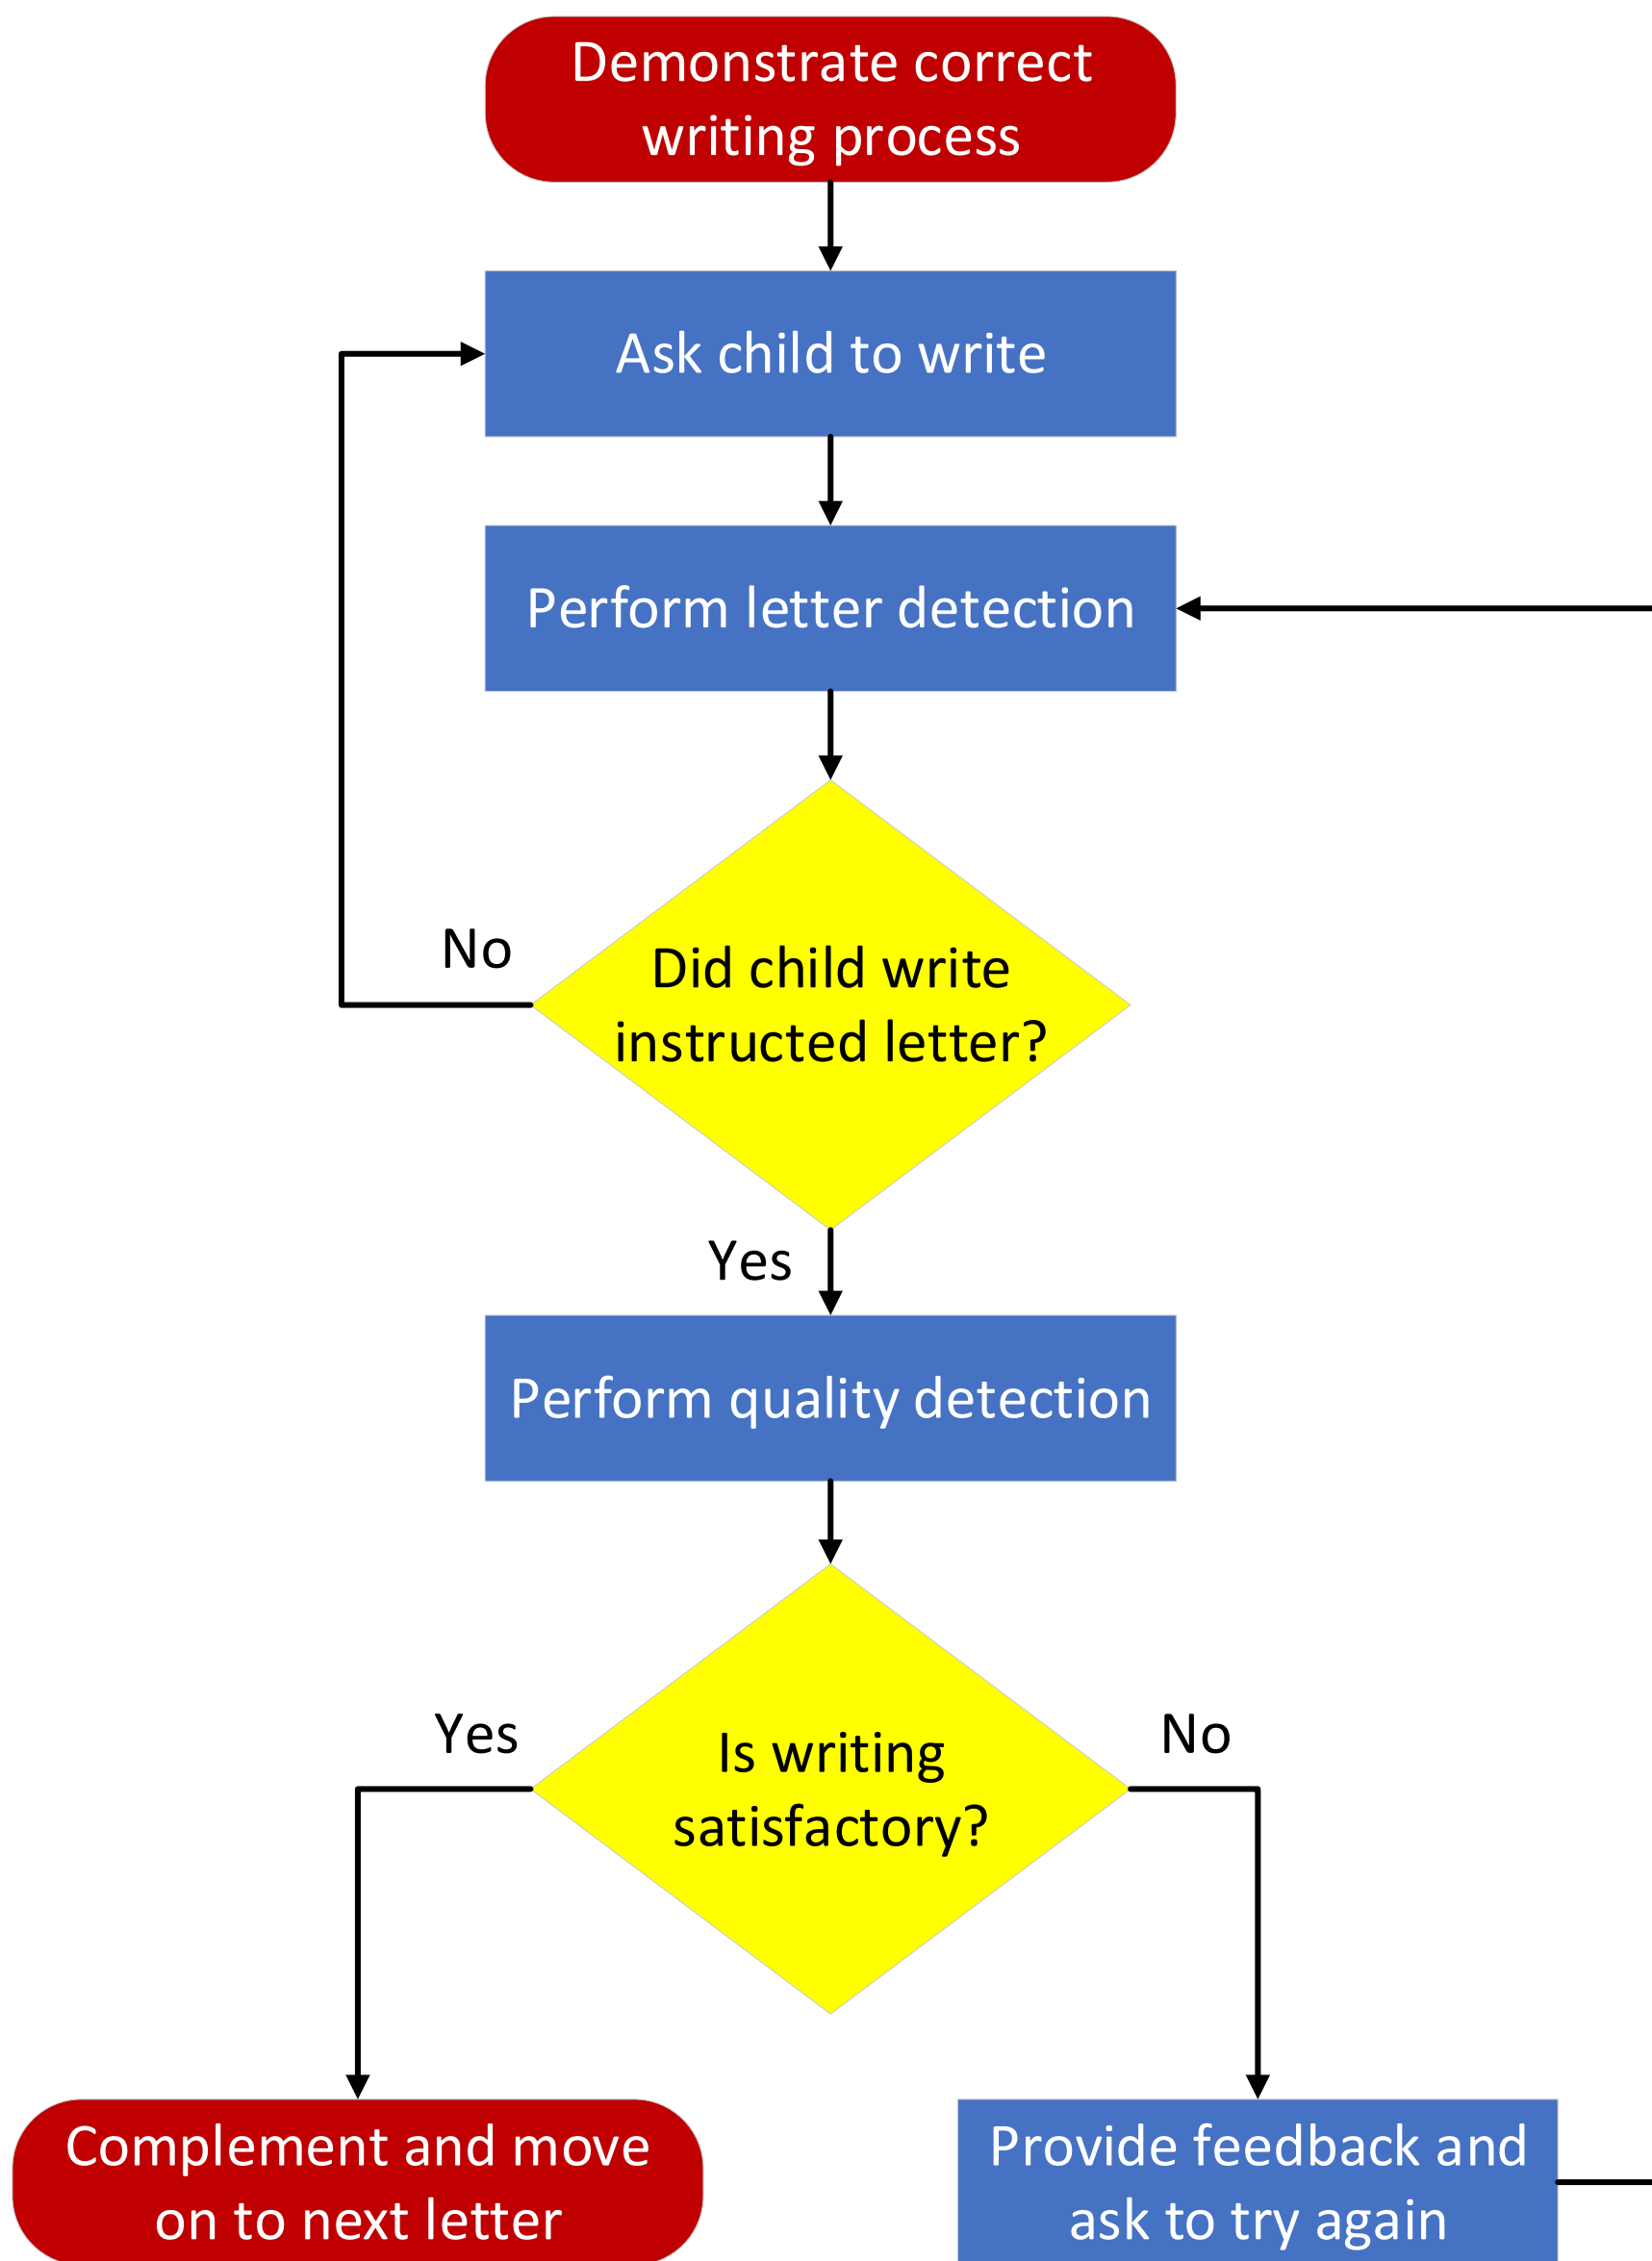 Demonstrate correct
writing process
Ask child to write
Perform letter detection
No
Did child write
instructed letter?
Yes
Perform quality detection
Yes
Is writing
satisfactory?
No
Complement and move
on to next letter
Provide feedback and
ask to try again